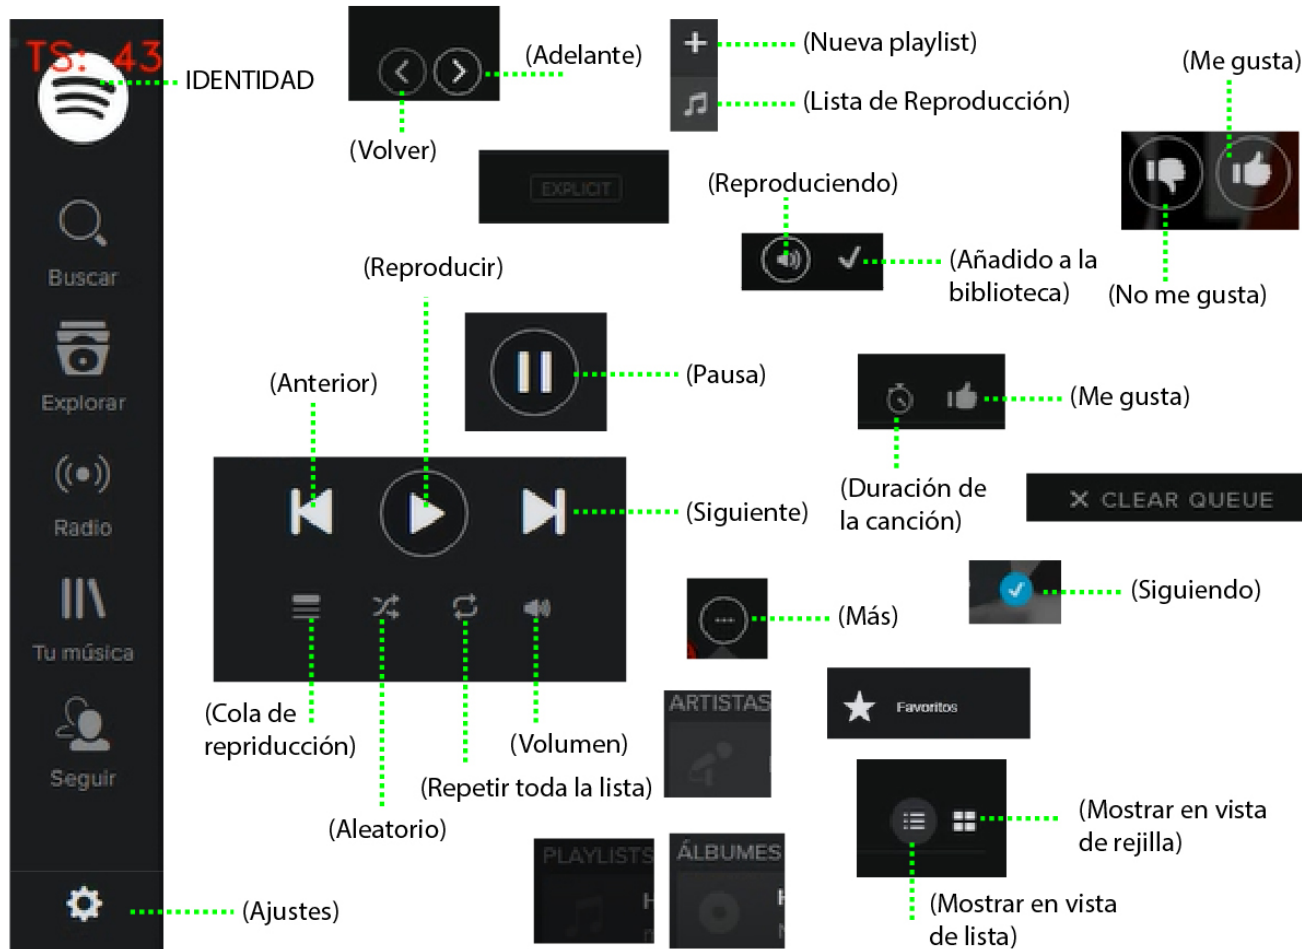 TS: 43
IDENTIDAD
Buscar
Explorar
Radio
Tu música
Seguir
(Ajustes)
(Adelante)
(Volver)
EXPLICIT
(Nueva playlist)
(Lista de Reproducción)
(Me gusta)
(No me gusta)
(Reproduciendo)
(Añadido a la
biblioteca)
(Reproducir)
(Pausa)
(Anterior)
(Siguiente)
(Me gusta)
(Duración de
la canción)
CLEAR QUEUE
(Siguiendo)
(Más)
(Cola de
repriducción)
(Volumen)
(Repetir toda la lista)
(Aleatorio)
ARTISTAS
Favoritos
(Mostrar en vista
de rejilla)
(Mostrar en vista
de lista)
PLAYLISTS
H
ÁLBUMES
H